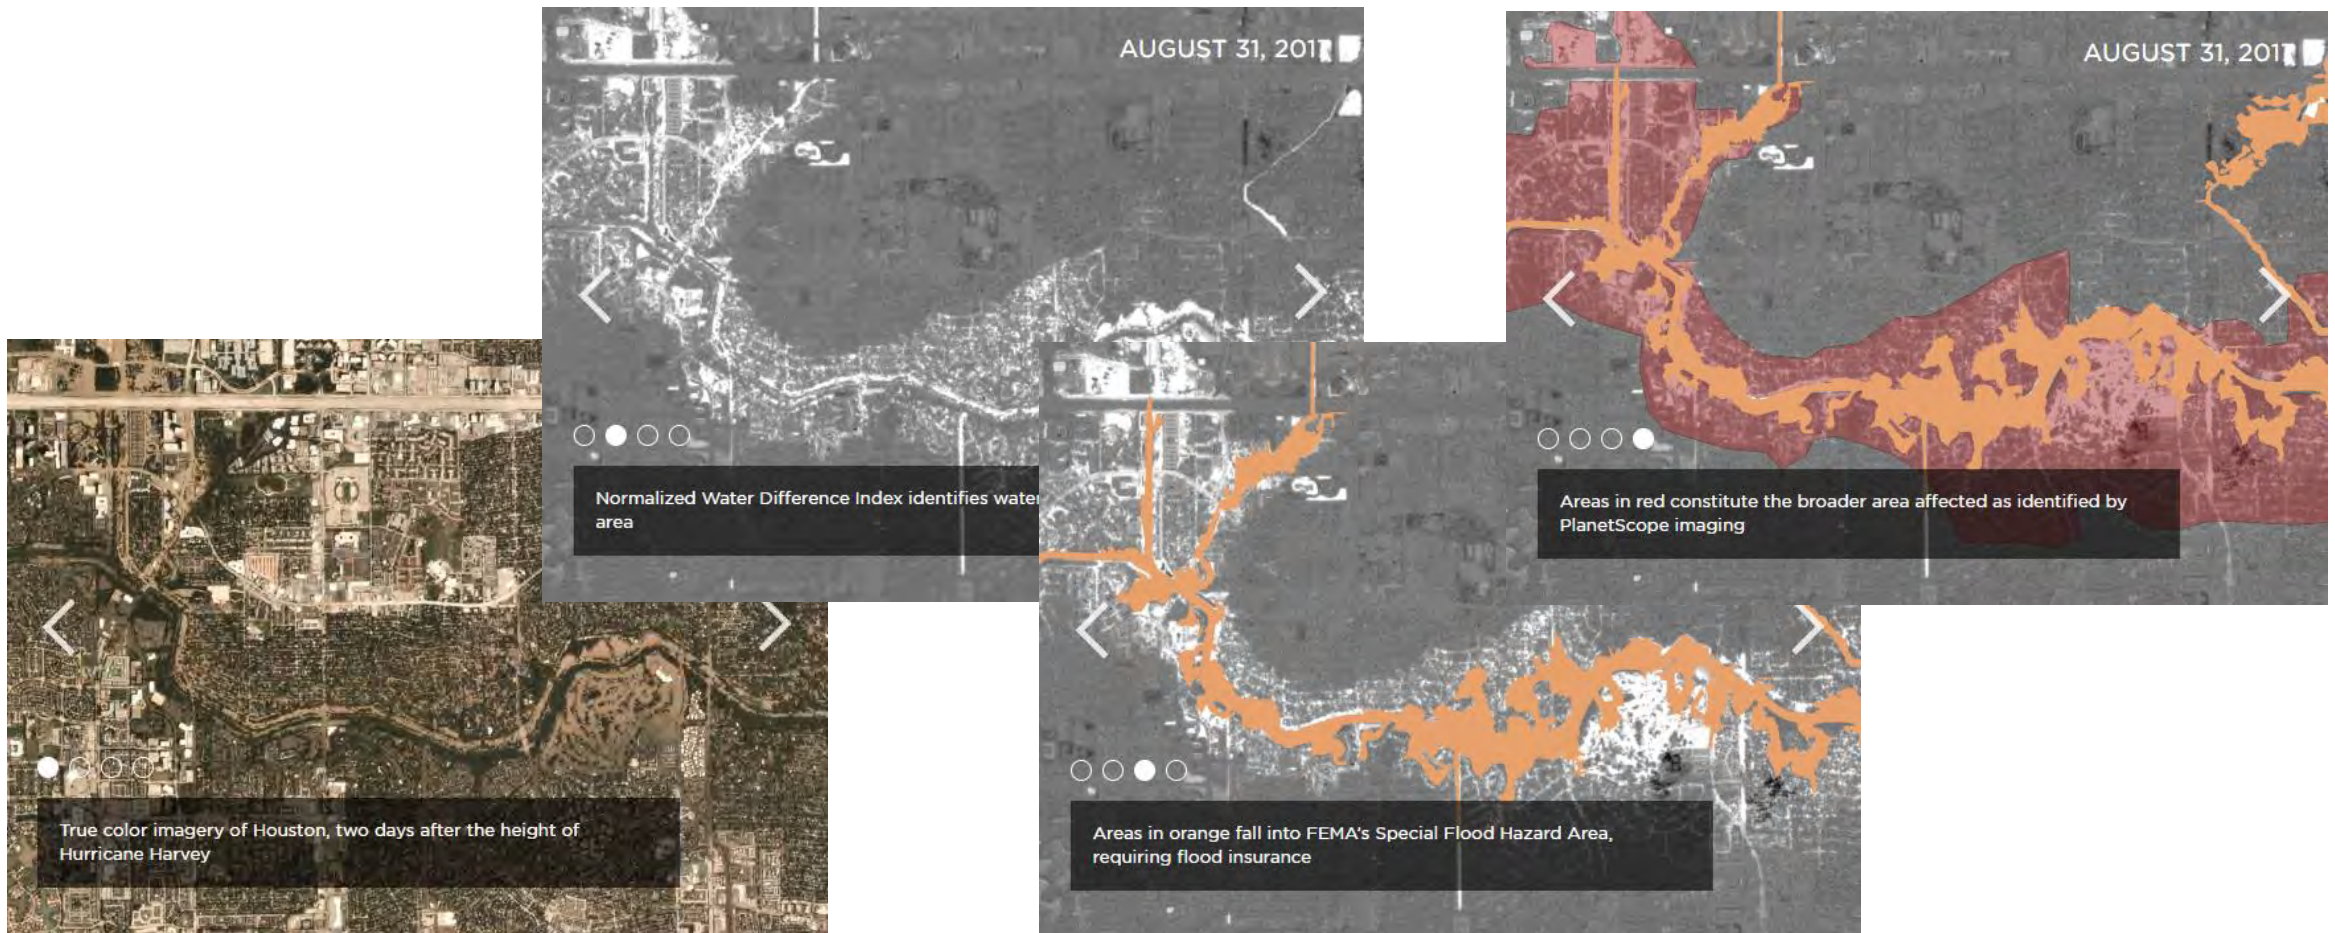 AUGUST 31, 2017
AUGUST 31, 2017
Normalized Water Difference Index identifies water
area
Areas in red constitute the broader area affected as identified by
PlanetScope imaging
True color imagery of Houston, two days after the height of
Hurricane Harvey
Areas in orange fall into FEMA's Special Flood Hazard Area,
requiring flood insurance